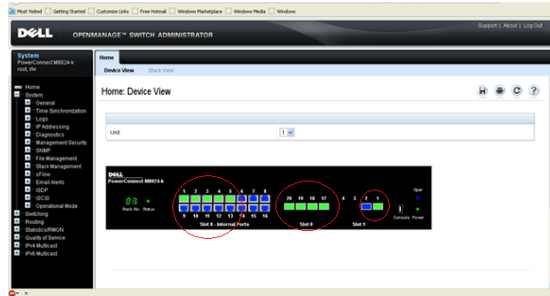 Most Visited Getting Started Customize Links Free Hotmail Windows Marketplace Windows Media Windows
Support | About | Log Out
DELL OPENMANAGE™ SWITCH ADMINISTRATOR
System
PowerConnect M8024-k
root, r/w
Home
Device View Stack View
Home: Device View
Unit 1
Home
System
General
Time Synchronization
Logs
IP Addressing
Diagnostics
Management Security
SNMP
File Management
Stack Management
sFlow
Email Alerts
ISDP
iSCSI
Operational Mode
Switching
Routing
Statistics/RMON
Quality of Service
IPv4 Multicast
IPv6 Multicast
DELL
PowerConnect M8024-k
Stack No. Status
1 2 3 4 5 6 7 8
9 10 11 12 13 14 15 16
Slot 0 - Internal Ports
20 19 18 17
Slot 0
4 3 2 1
Slot 1
Oper
Console Power